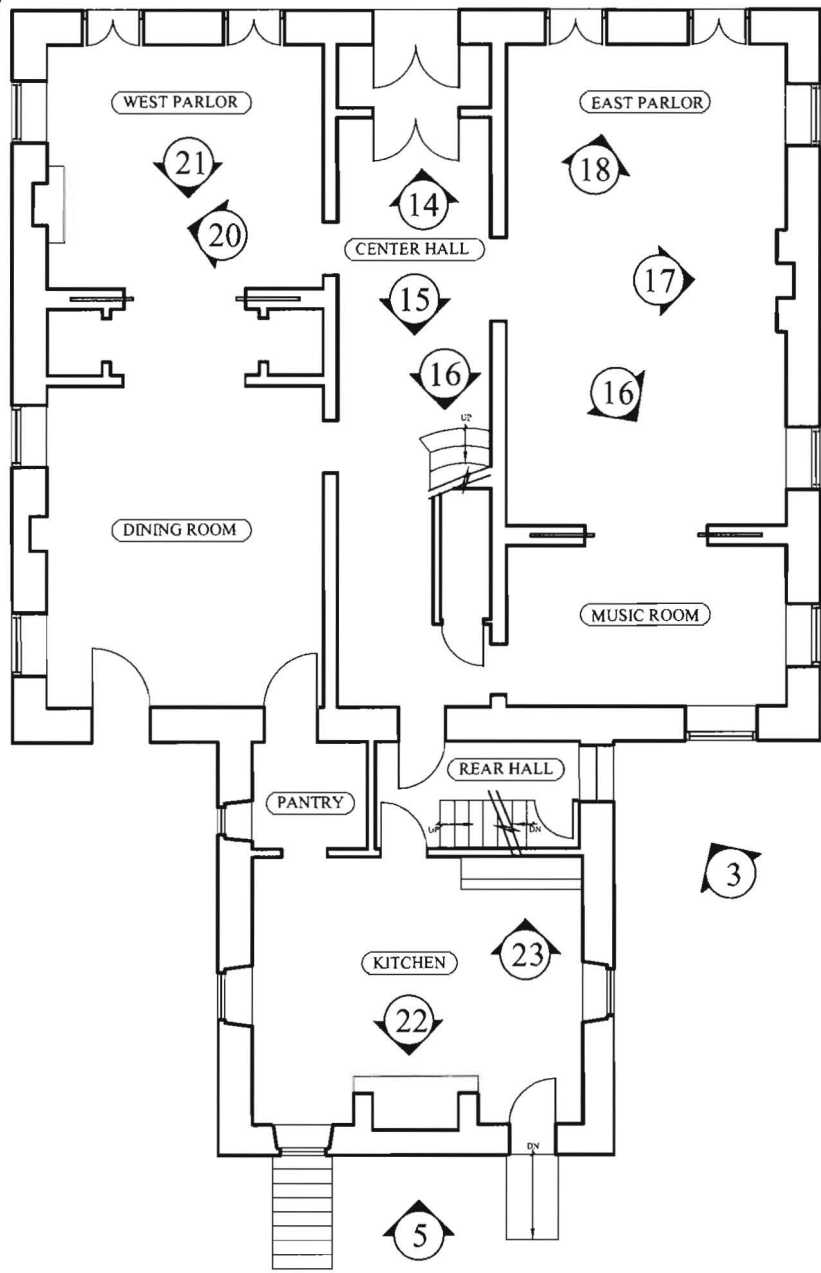 WEST PARLOR
EAST PARLOR
21
18
14
20
CENTER HALL
17
15
16
16
UP
DINING ROOM
MUSIC ROOM
REAR HALL
PANTRY
UP
DN
3
KITCHEN
23
22
DN
5